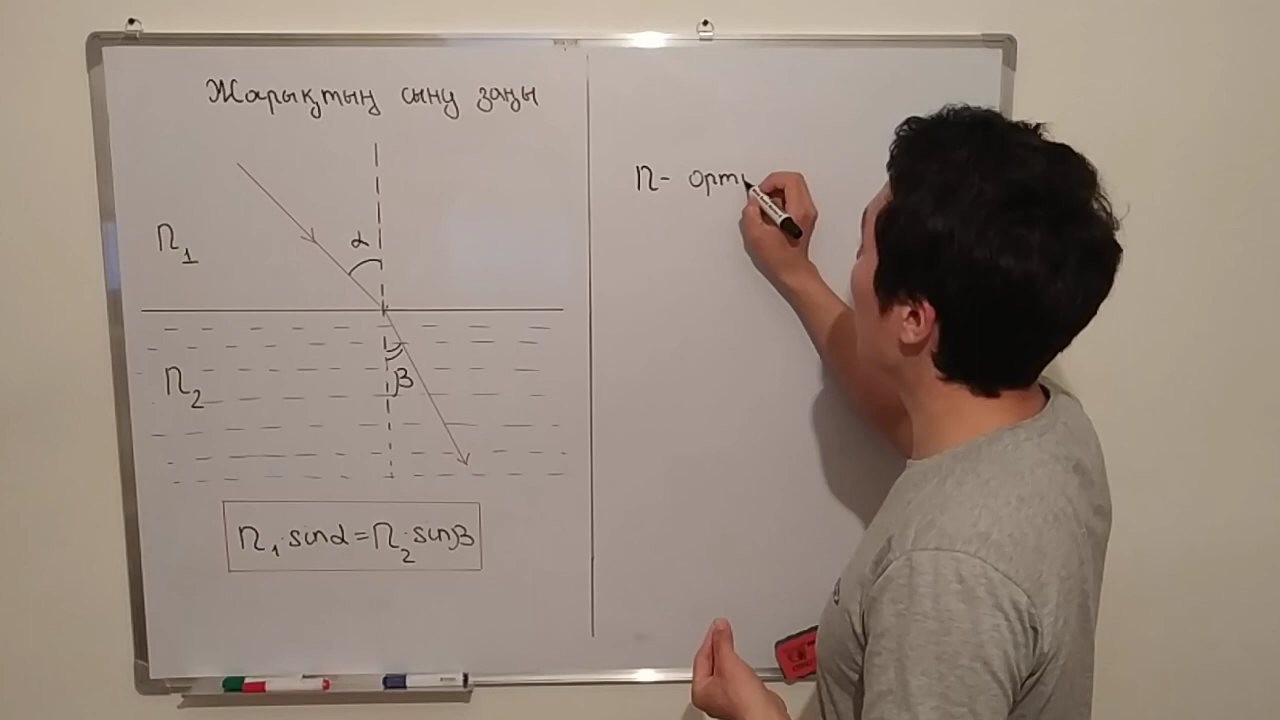 Жарықтың сыну заңы
n₁
α
n₂
β
n₁·sinα=n₂·sinβ
n- орт